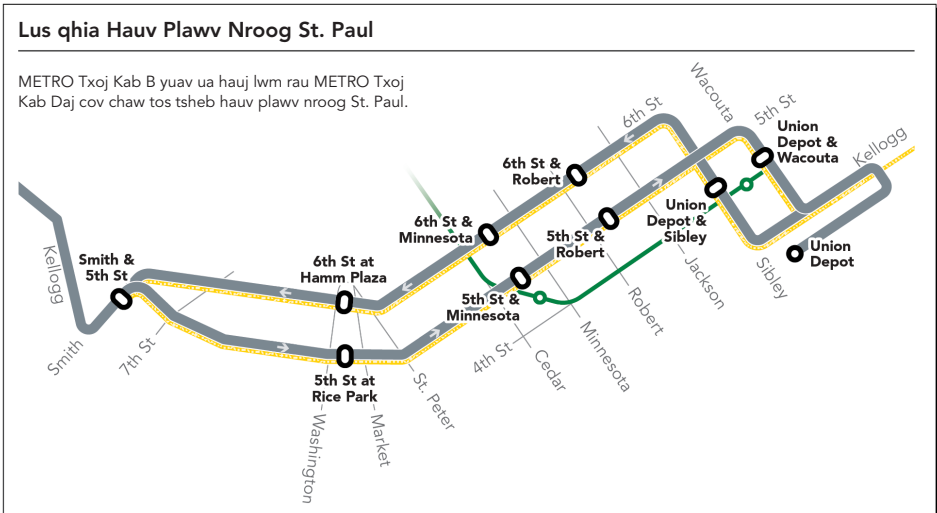 Lus qhia Hauv Plawv Nroog St. Paul
METRO Txoj Kab B yuav ua hauj lwm rau METRO Txoj
Kab Daj cov chaw tos tsheb hauv plawv nroog St. Paul.
Wacouta
6th St
5th St
Union
Depot &
Wacouta
Kellogg
6th St &
Robert
Union
Depot &
Sibley
6th St &
Minnesota
5th St &
Robert
Union
Depot
Kellogg
Smith &
5th St
6th St at
Hamm Plaza
5th St &
Minnesota
Jackson
Sibley
Robert
Smith
7th St
4th St
Minnesota
Cedar
5th St at
Rice Park
St. Peter
Market
Washington